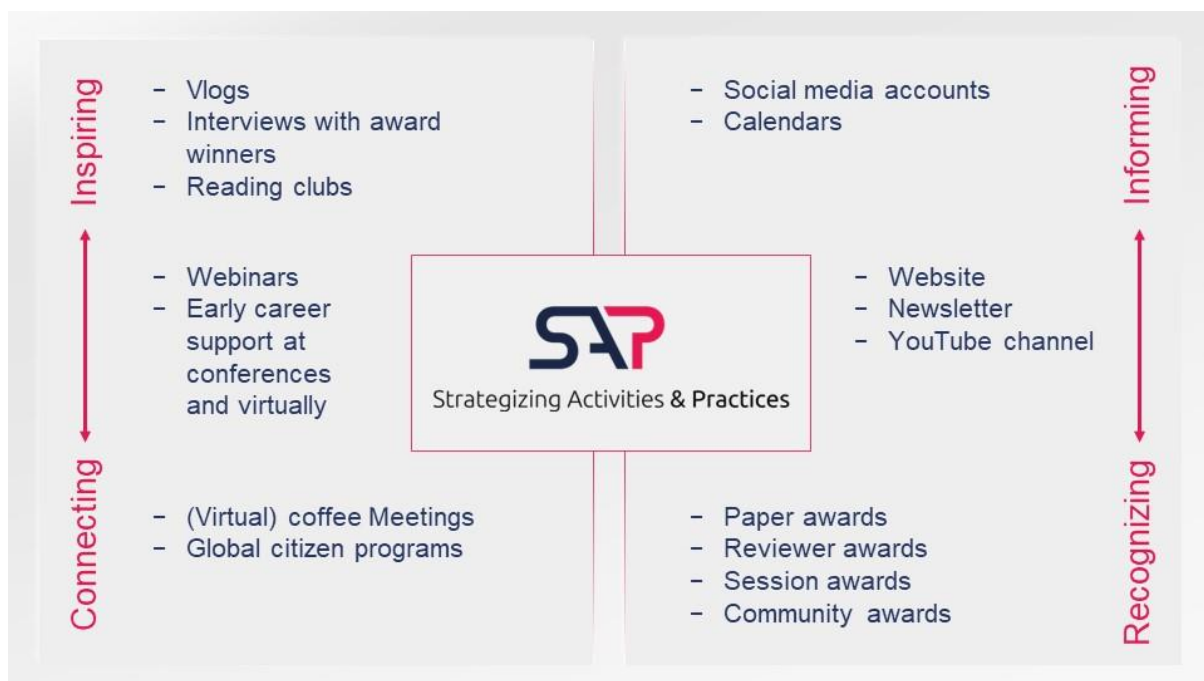 Inspiring
− Vlogs
− Interviews with award
winners
− Reading clubs
− Webinars
− Early career
support at
conferences
and virtually
Connecting
− (Virtual) coffee Meetings
− Global citizen programs
SAP
Strategizing Activities & Practices
Informing
− Social media accounts
− Calendars
− Website
− Newsletter
− YouTube channel
Recognizing
− Paper awards
− Reviewer awards
− Session awards
− Community awards